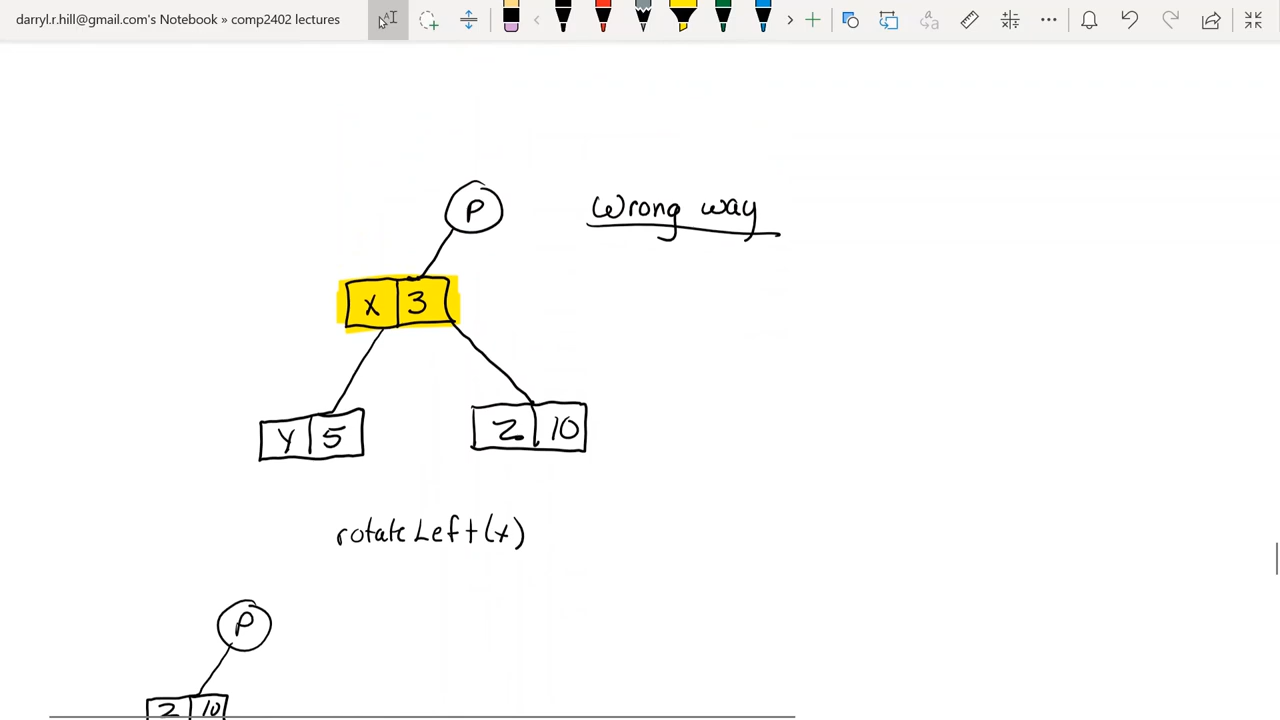 darryl.r.hill@gmail.com's Notebook » comp2402 lectures
P
Wrong way
x 3
y 5
z 10
rotateLeft(x)
P
z 10